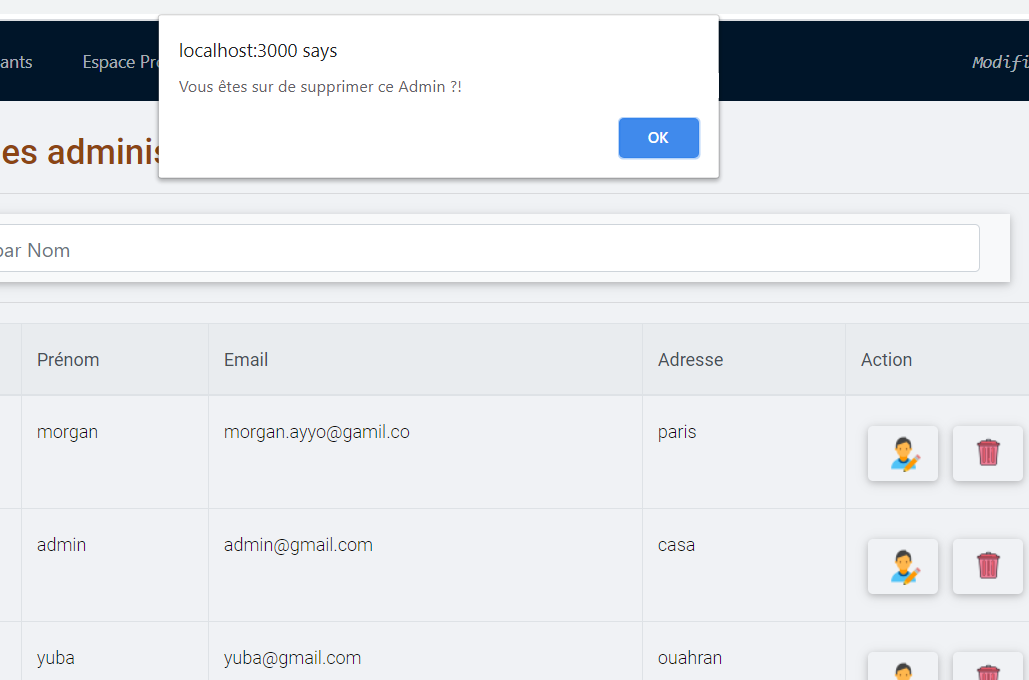 localhost:3000 says
Vous êtes sur de supprimer ce Admin ?!
OK
ants Espace Pr Modifi
es adminis
par Nom
Prénom Email Adresse Action
morgan morgan.ayyo@gamil.co paris
admin admin@gmail.com casa
yuba yuba@gmail.com ouahran